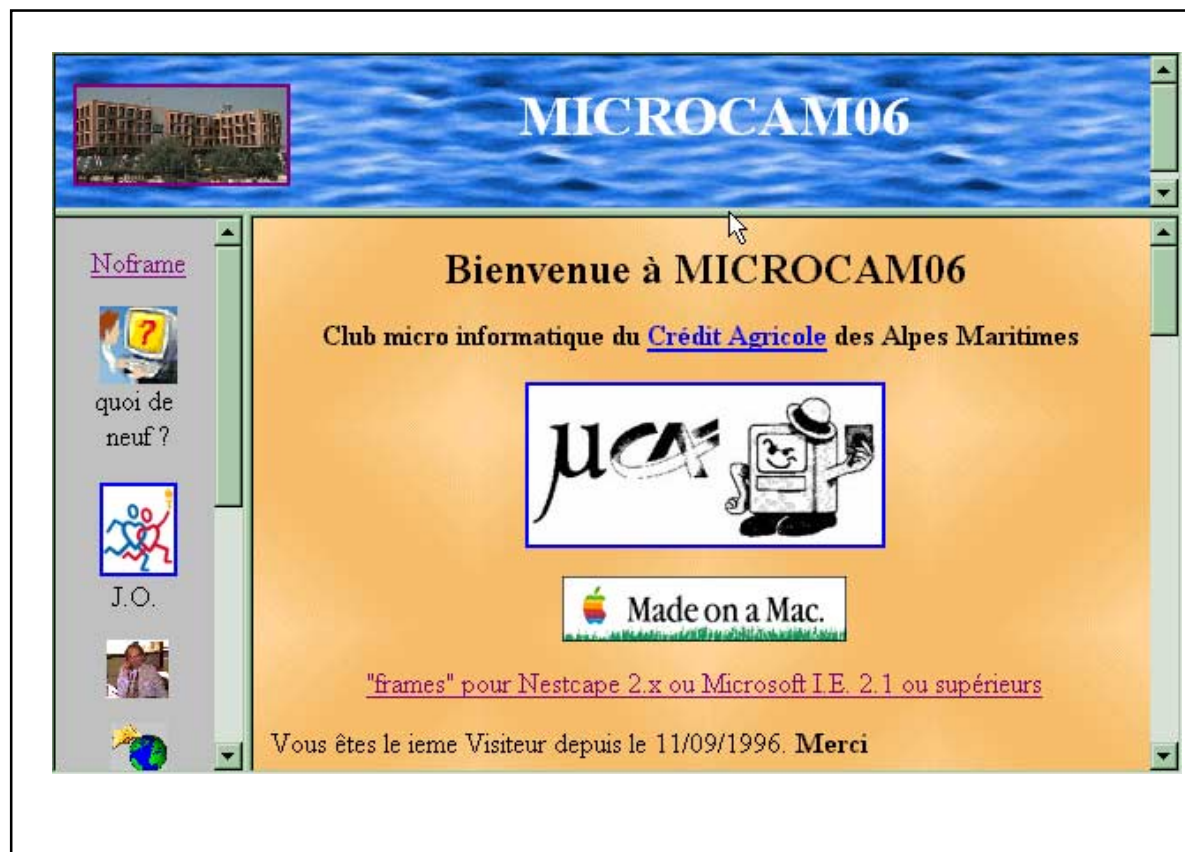 MICROCAM06
Noframe
quoi de
neuf ?
J.O.
Bienvenue à MICROCAM06
Club micro informatique du Crédit Agricole des Alpes Maritimes
µCA
Made on a Mac.
"frames" pour Nestcape 2.x ou Microsoft I.E. 2.1 ou supérieurs
Vous êtes le ieme Visiteur depuis le 11/09/1996. Merci